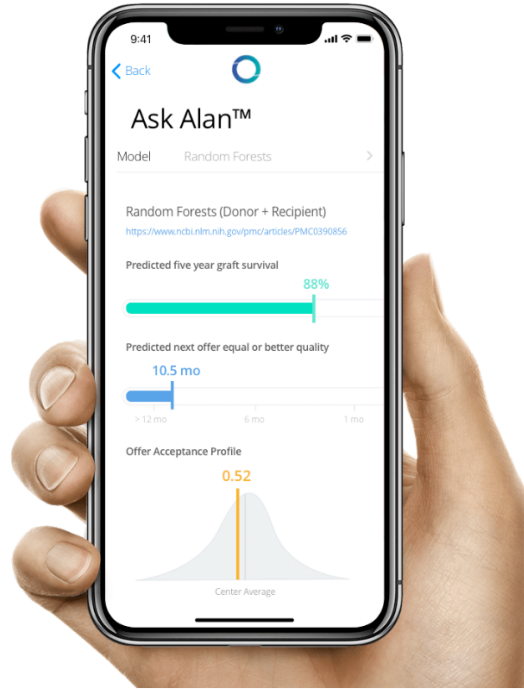 9:41
Back
Ask Alan™
Model Random Forests
Random Forests (Donor + Recipient)
https://www.ncbi.nlm.nih.gov/pmc/articles/PMC0390856
Predicted five year graft survival
88%
Predicted next offer equal or better quality
10.5 mo
> 12 mo 6 mo 1 mo
Offer Acceptance Profile
0.52
Center Average